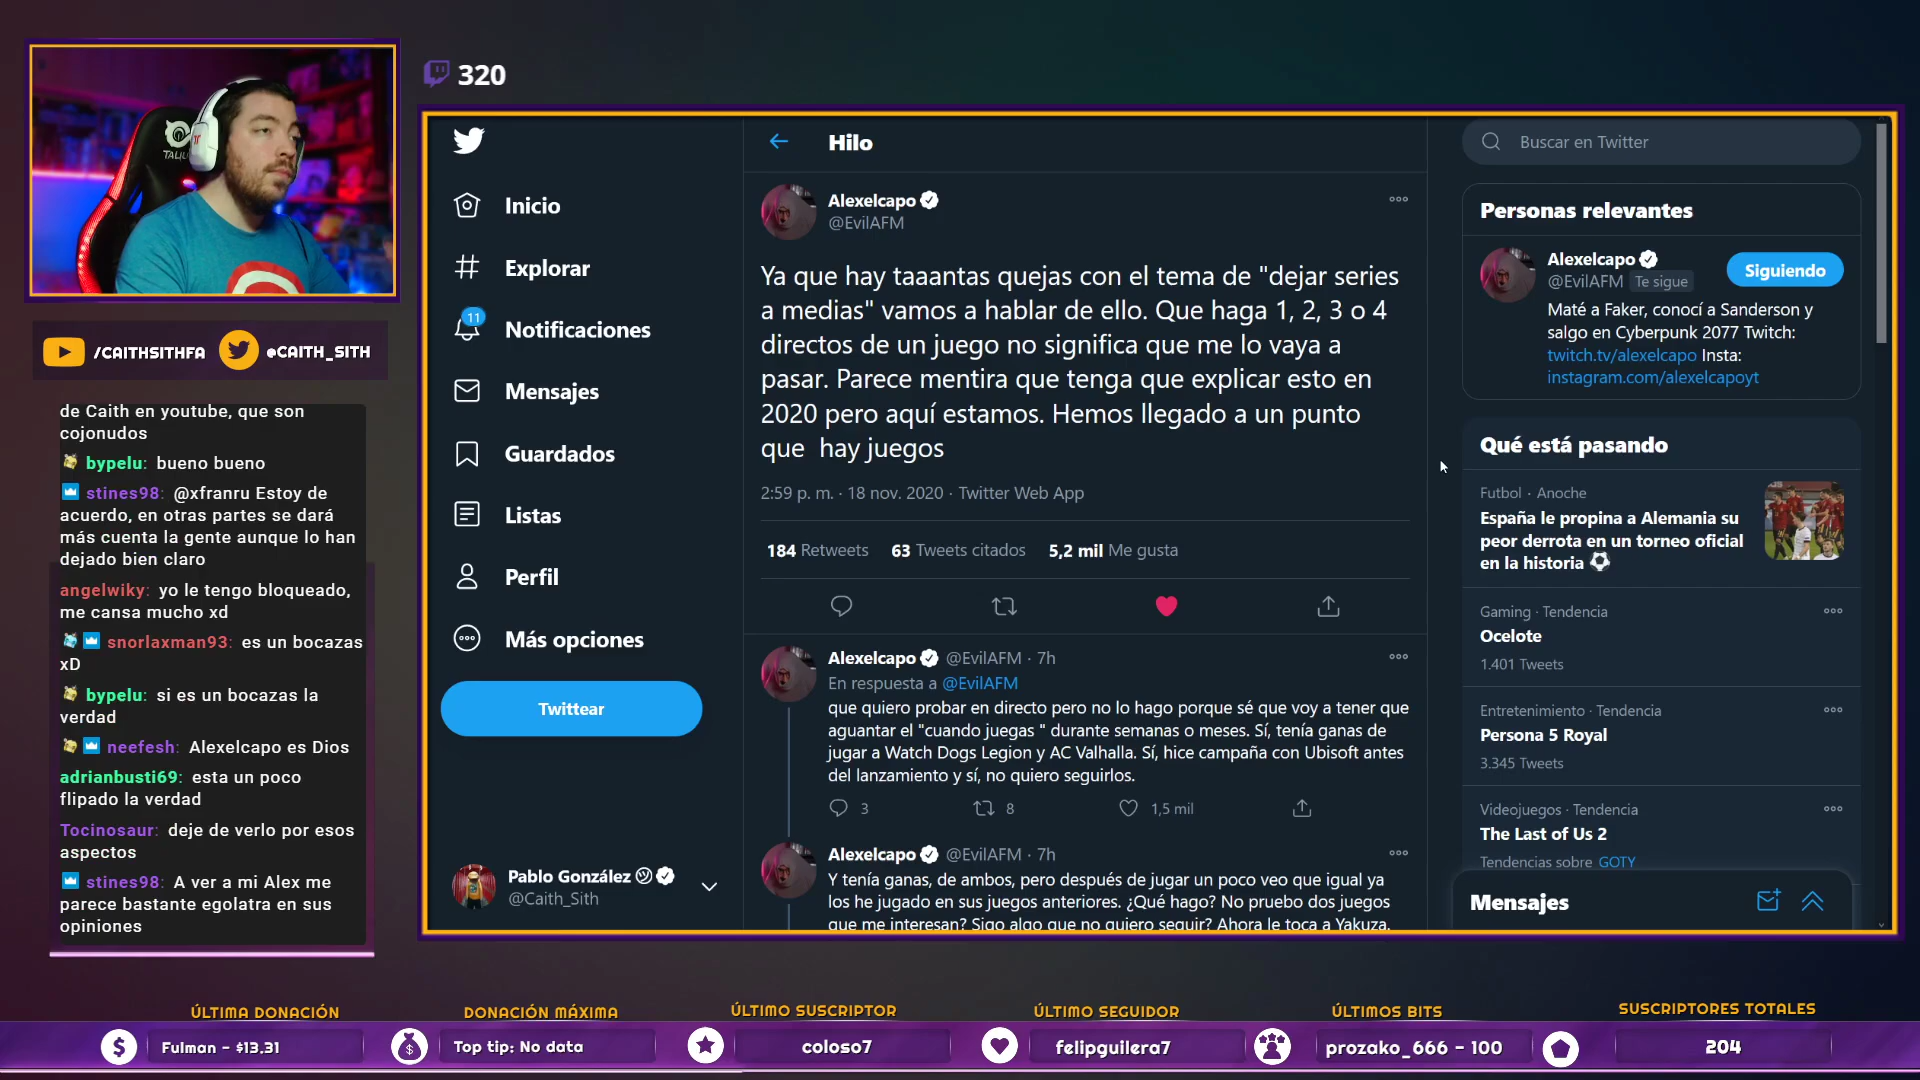 320
TALIUS
/CAITHSITHFA
@CAITH_SITH
de Caith en youtube, que son
cojonudos
bypelu: bueno bueno
stines98: @xfranru Estoy de
acuerdo, en otras partes se dará
más cuenta la gente aunque lo han
dejado bien claro
angelwiky: yo le tengo bloqueado,
me cansa mucho xd
snorlaxman93: es un bocazas
xD
bypelu: si es un bocazas la
verdad
neefesh: Alexelcapo es Dios
adrianbusti69: esta un poco
flipado la verdad
Tocinosaur: deje de verlo por esos
aspectos
stines98: A ver a mi Alex me
parece bastante egolatra en sus
opiniones
Inicio
Explorar
11
Notificaciones
Mensajes
Guardados
Listas
Perfil
Más opciones
Twittear
Pablo González
@Caith_Sith
Hilo
Alexelcapo
@EvilAFM
Ya que hay taaantas quejas con el tema de "dejar series
a medias" vamos a hablar de ello. Que haga 1, 2, 3 o 4
directos de un juego no significa que me lo vaya a
pasar. Parece mentira que tenga que explicar esto en
2020 pero aquí estamos. Hemos llegado a un punto
que hay juegos
2:59 p. m. · 18 nov. 2020 · Twitter Web App
184 Retweets 63 Tweets citados 5,2 mil Me gusta
Alexelcapo @EvilAFM · 7h
En respuesta a @EvilAFM
que quiero probar en directo pero no lo hago porque sé que voy a tener que
aguantar el "cuando juegas " durante semanas o meses. Sí, tenía ganas de
jugar a Watch Dogs Legion y AC Valhalla. Sí, hice campaña con Ubisoft antes
del lanzamiento y sí, no quiero seguirlos.
3 8 1,5 mil
Alexelcapo @EvilAFM · 7h
Y tenía ganas, de ambos, pero después de jugar un poco veo que igual ya
los he jugado en sus juegos anteriores. ¿Qué hago? No pruebo dos juegos
que me interesan? Sigo algo que no quiero seguir? Ahora le toca a Yakuza.
Buscar en Twitter
Personas relevantes
Alexelcapo
@EvilAFM Te sigue
Siguiendo
Maté a Faker, conocí a Sanderson y
salgo en Cyberpunk 2077 Twitch:
twitch.tv/alexelcapo Insta:
instagram.com/alexelcapoyt
Qué está pasando
Futbol · Anoche
España le propina a Alemania su
peor derrota en un torneo oficial
en la historia ⚽
Gaming · Tendencia
Ocelote
1.401 Tweets
Entretenimiento · Tendencia
Persona 5 Royal
3.345 Tweets
Videojuegos · Tendencia
The Last of Us 2
Tendencias sobre GOTY
Mensajes
ÚLTIMA DONACIÓN
Fulman - $13.31
DONACIÓN MÁXIMA
Top tip: No data
ÚLTIMO SUSCRIPTOR
coloso7
ÚLTIMO SEGUIDOR
felipguilera7
ÚLTIMOS BITS
prozako_666 - 100
SUSCRIPTORES TOTALES
204